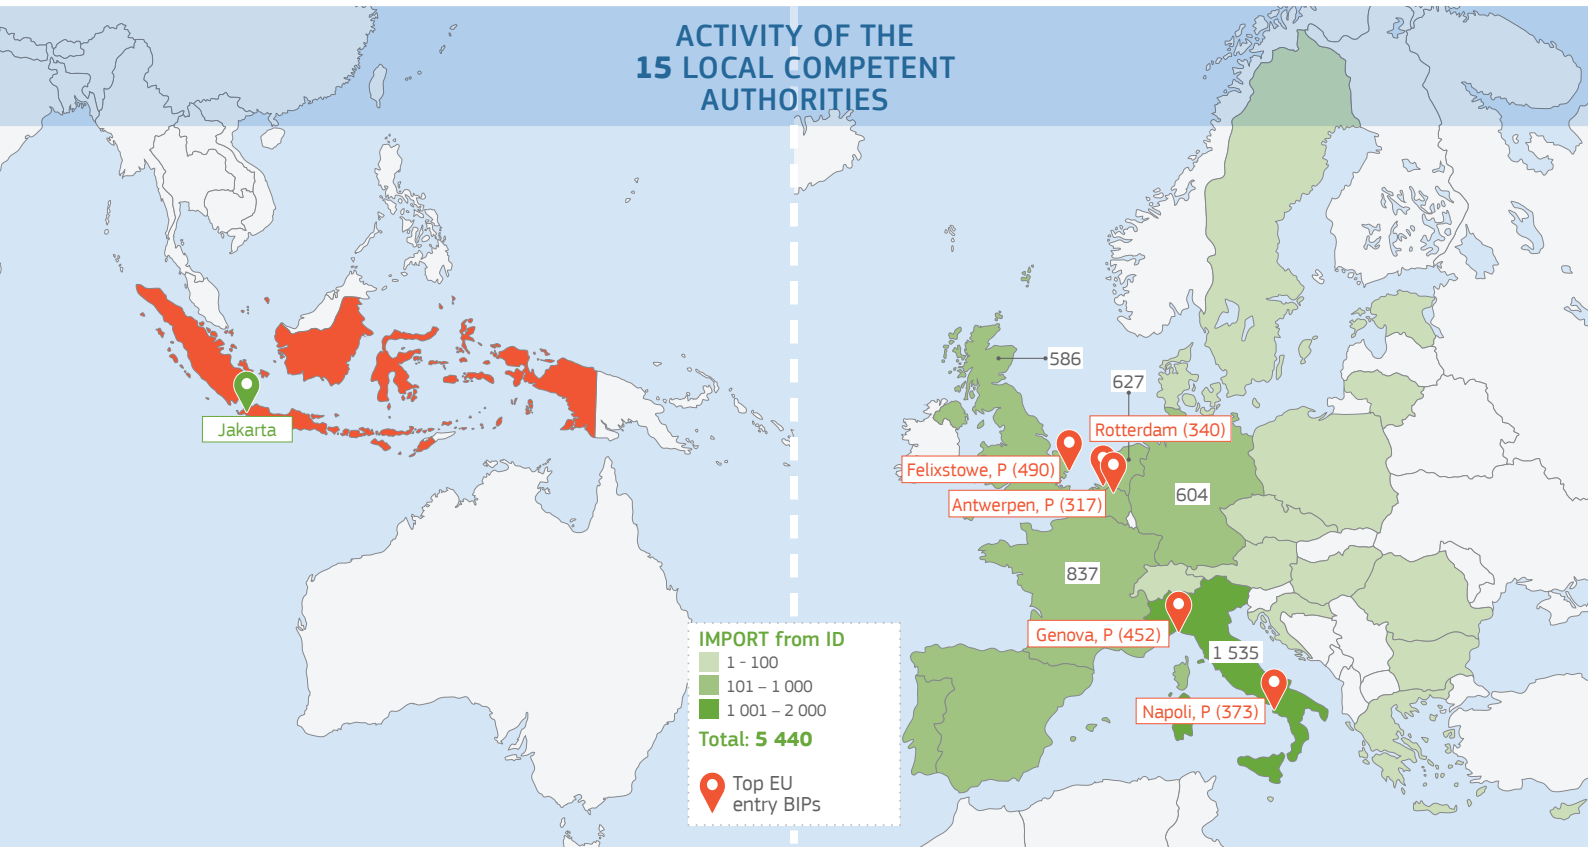 ACTIVITY OF THE
15 LOCAL COMPETENT
AUTHORITIES
586
627
Rotterdam (340)
Jakarta
Felixstowe, P (490)
Antwerpen, P (317)
604
837
Genova, P (452)
1 535
Napoli, P (373)
IMPORT from ID
1 - 100
101 – 1 000
1 001 – 2 000
Total: 5 440
Top EU
entry BIPs